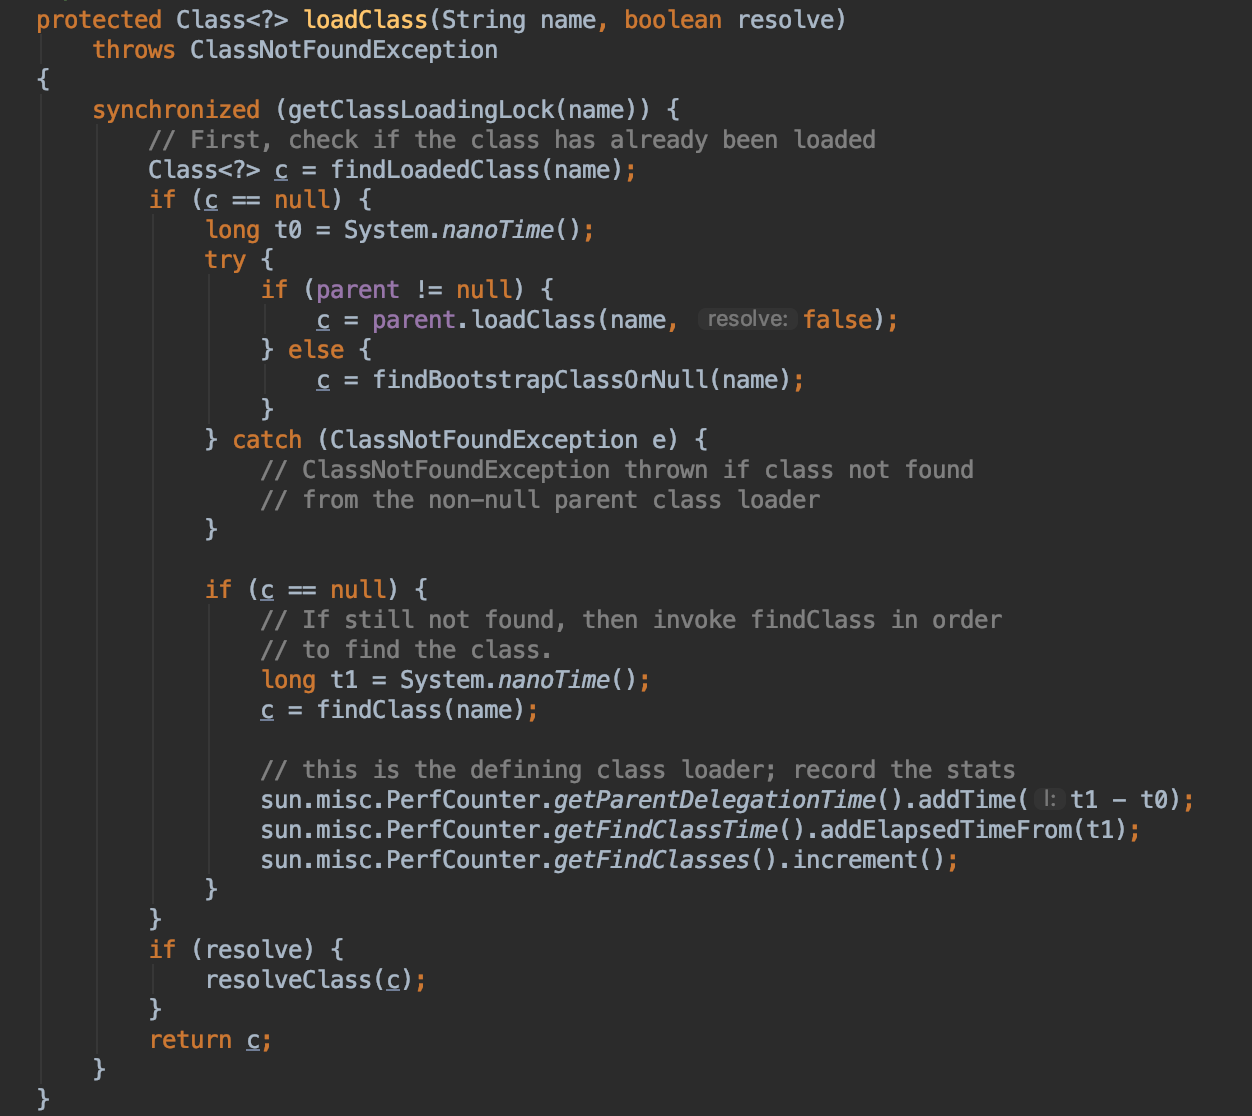 protected Class<?> loadClass(String name, boolean resolve)
    throws ClassNotFoundException
{
    synchronized (getClassLoadingLock(name)) {
        // First, check if the class has already been loaded
        Class<?> c = findLoadedClass(name);
        if (c == null) {
            long t0 = System.nanoTime();
            try {
                if (parent != null) {
                    c = parent.loadClass(name, resolve: false);
                } else {
                    c = findBootstrapClassOrNull(name);
                }
            } catch (ClassNotFoundException e) {
                // ClassNotFoundException thrown if class not found
                // from the non-null parent class loader
            }

            if (c == null) {
                // If still not found, then invoke findClass in order
                // to find the class.
                long t1 = System.nanoTime();
                c = findClass(name);

                // this is the defining class loader; record the stats
                sun.misc.PerfCounter.getParentDelegationTime().addTime( l: t1 - t0);
                sun.misc.PerfCounter.getFindClassTime().addElapsedTimeFrom(t1);
                sun.misc.PerfCounter.getFindClasses().increment();
            }
        }
        if (resolve) {
            resolveClass(c);
        }
        return c;
    }
}